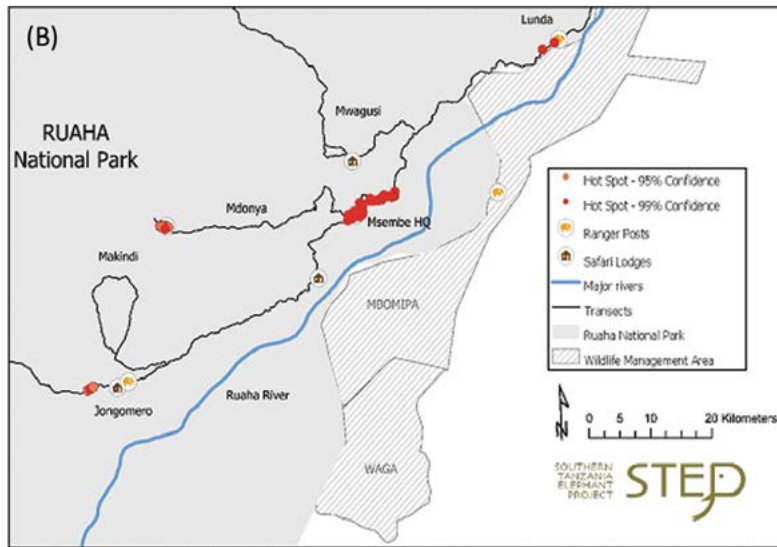 (B)
Lunda
Mwagusi
RUAHA
National Park
Mdonya
Msembe HQ
Makindi
MBOMIPA
Jongomero
Ruaha River
WAGA
Hot Spot - 95% Confidence
Hot Spot - 99% Confidence
Ranger Posts
Safari Lodges
Major rivers
Transects
Ruaha National Park
Wildlife Management Area
0 5 10 20 Kilometers
SOUTHERN
TANZANIA
ELEPHANT
PROJECT
STEP